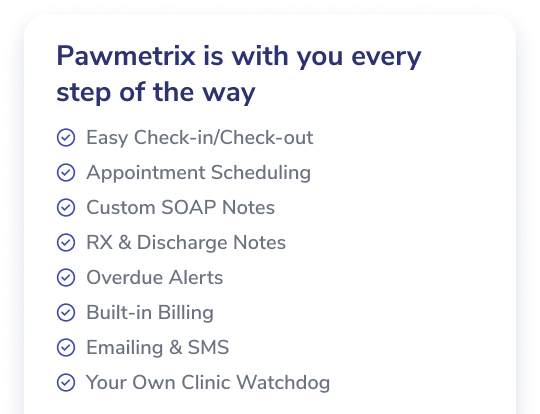 Pawmetrix is with you every
step of the way
Easy Check-in/Check-out
Appointment Scheduling
Custom SOAP Notes
RX & Discharge Notes
Overdue Alerts
Built-in Billing
Emailing & SMS
Your Own Clinic Watchdog